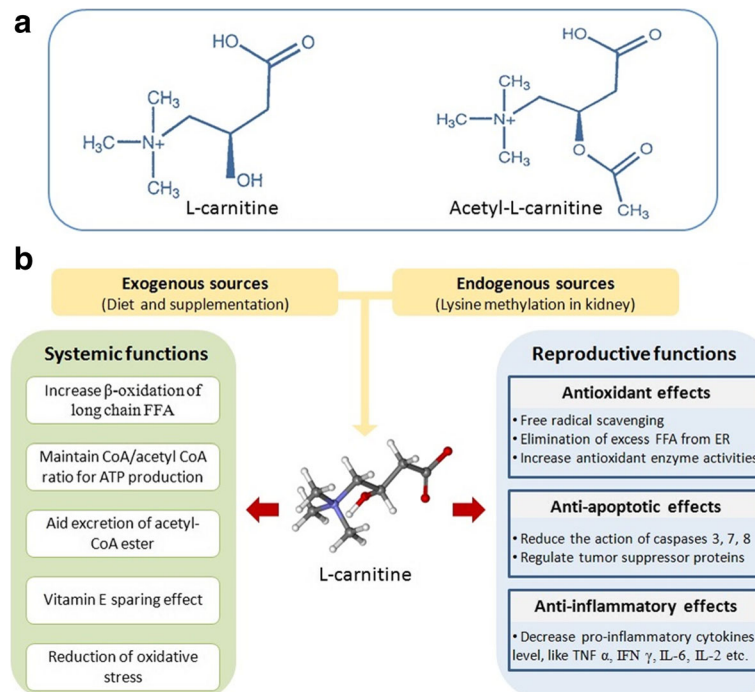 a
HO
O
CH₃
H₃C
N+
CH₃
OH
L-carnitine
HO
O
CH₃
H₃C
N+
CH₃
O
O
CH₃
Acetyl-L-carnitine
b
Exogenous sources
(Diet and supplementation)
Endogenous sources
(Lysine methylation in kidney)
Systemic functions
Increase β-oxidation of
long chain FFA
Maintain CoA/acetyl CoA
ratio for ATP production
Aid excretion of acetyl-
CoA ester
Vitamin E sparing effect
Reduction of oxidative
stress
L-carnitine
Reproductive functions
Antioxidant effects
• Free radical scavenging
• Elimination of excess FFA from ER
• Increase antioxidant enzyme activities
Anti-apoptotic effects
• Reduce the action of caspases 3, 7, 8
• Regulate tumor suppressor proteins
Anti-inflammatory effects
• Decrease pro-inflammatory cytokines
level, like TNF α, IFN γ, IL-6, IL-2 etc.